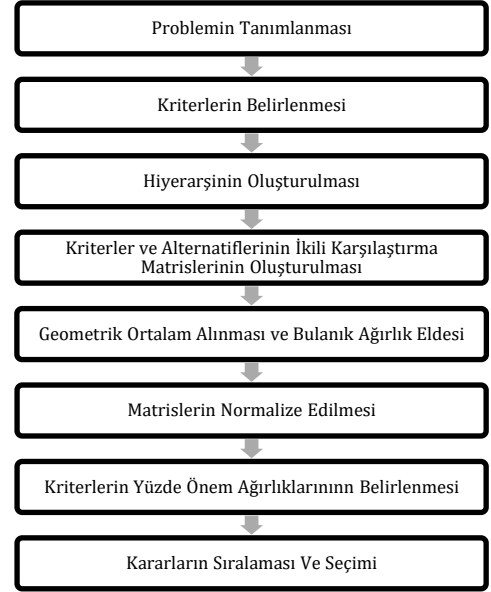 Problemin Tanımlanması
Kriterlerin Belirlenmesi
Hiyerarşinin Oluşturulması
Kriterler ve Alternatiflerinin İkili Karşılaştırma
Matrislerinin Oluşturulması
Geometrik Ortalam Alınması ve Bulanık Ağırlık Eldesi
Matrislerin Normalize Edilmesi
Kriterlerin Yüzde Önem Ağırlıklarınınn Belirlenmesi
Kararların Sıralaması Ve Seçimi